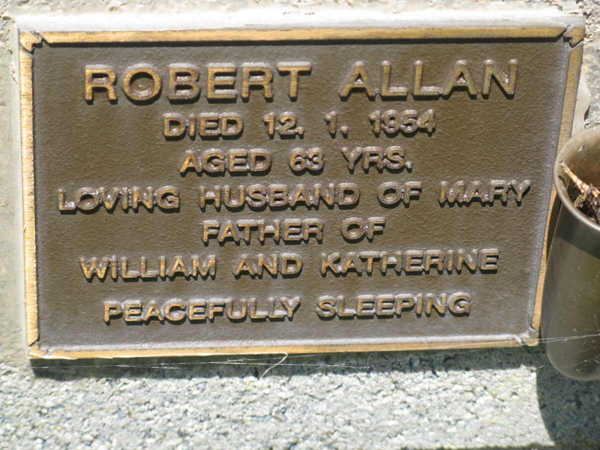 ROBERT ALLAN
DIED 12. 1. 1954
AGED 63 YRS.
LOVING HUSBAND OF MARY
FATHER OF
WILLIAM AND KATHERINE
PEACEFULLY SLEEPING